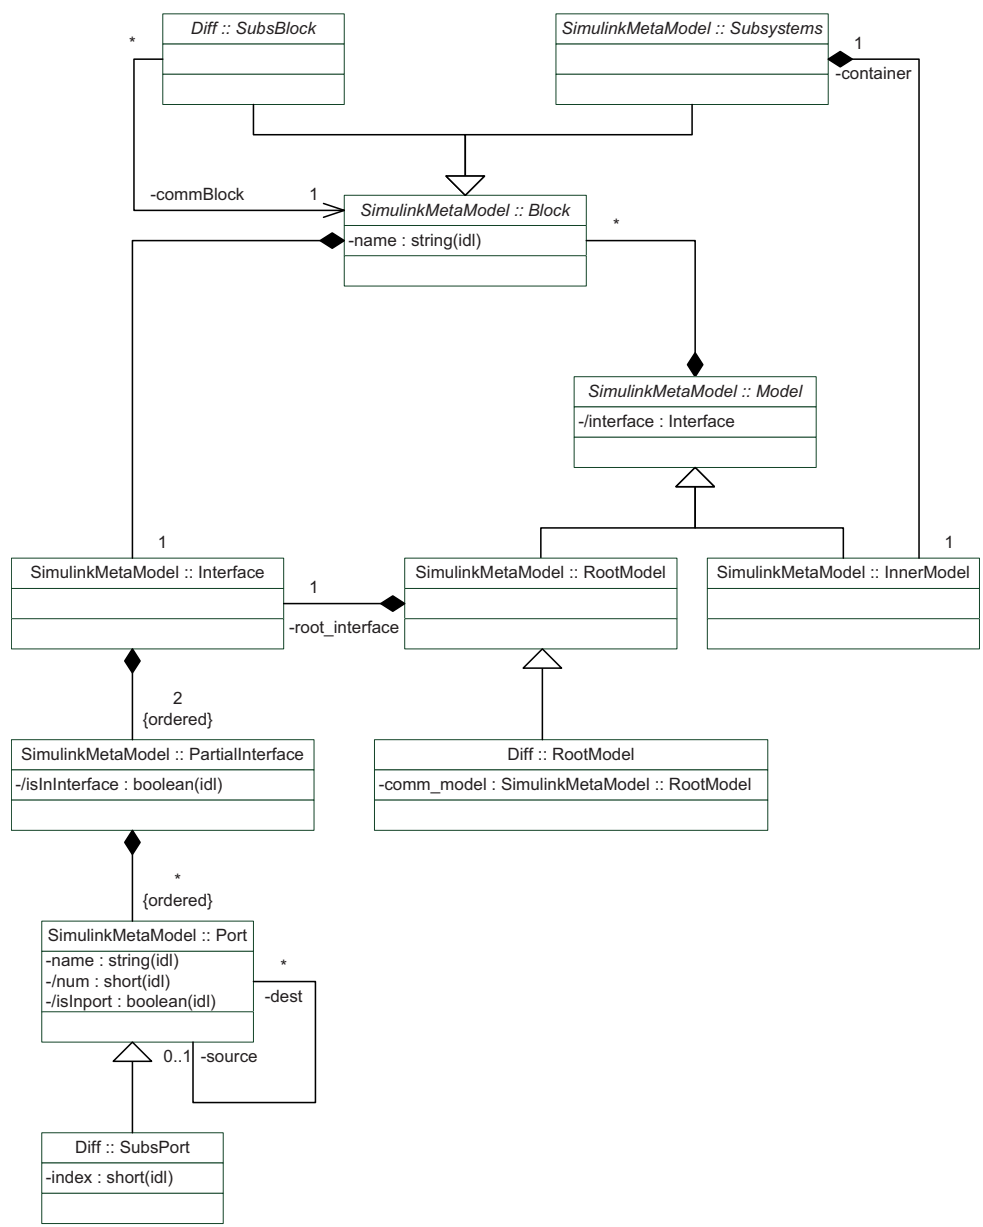 Diff :: SubsBlock
SimulinkMetaModel :: Subsystems
*
1
-container
-commBlock
1
SimulinkMetaModel :: Block
-name : string(idl)
*
SimulinkMetaModel :: Model
-/interface : Interface
1
1
SimulinkMetaModel :: Interface
SimulinkMetaModel :: RootModel
SimulinkMetaModel :: InnerModel
1
-root_interface
2
{ordered}
SimulinkMetaModel :: PartialInterface
-/isInInterface : boolean(idl)
Diff :: RootModel
-comm_model : SimulinkMetaModel :: RootModel
*
{ordered}
SimulinkMetaModel :: Port
-name : string(idl)
-/num : short(idl)
-/isInport : boolean(idl)
*
-dest
0..1
-source
Diff :: SubsPort
-index : short(idl)